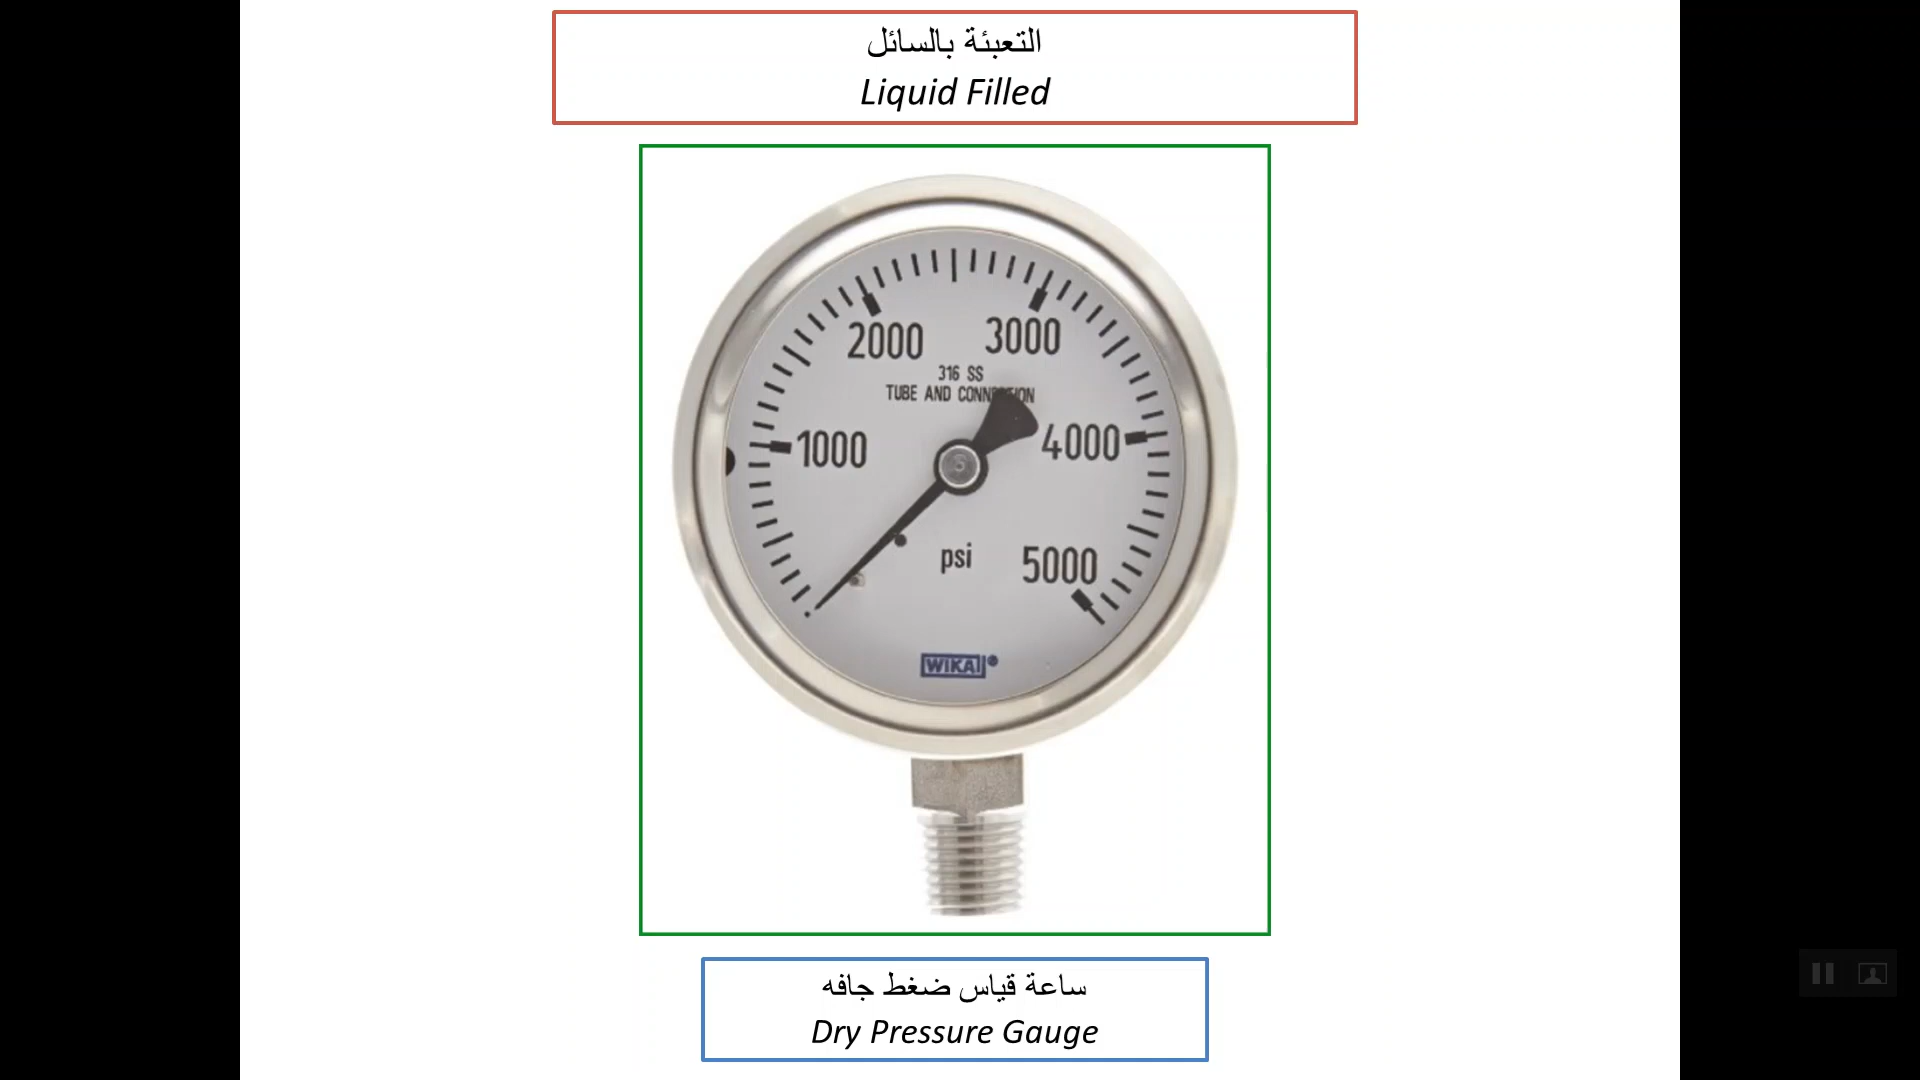 التعبئة بالسائل
Liquid Filled
2000
3000
316 SS
TUBE AND CONNECTION
1000
4000
psi
5000
WIKA®
ساعة قياس ضغط جافه
Dry Pressure Gauge